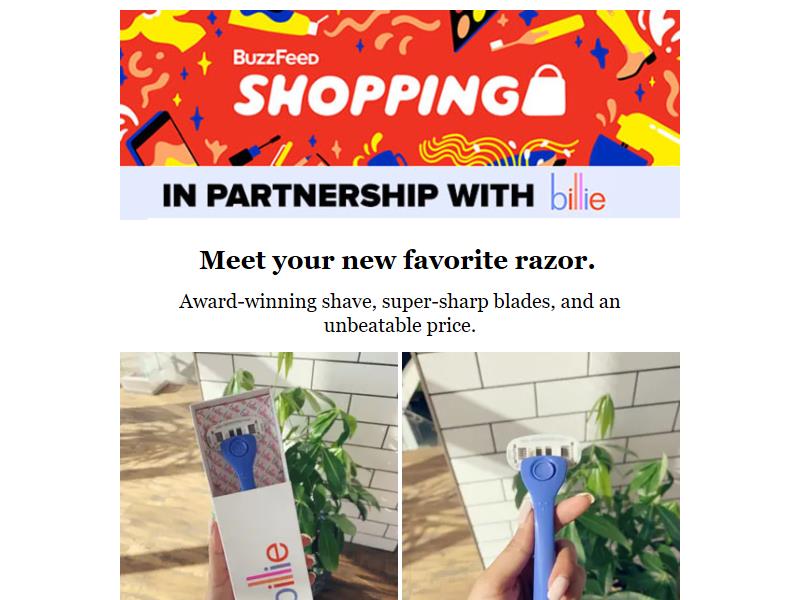 BuzzFeed
SHOPPING
IN PARTNERSHIP WITH billie
Meet your new favorite razor.
Award-winning shave, super-sharp blades, and an
unbeatable price.
billie